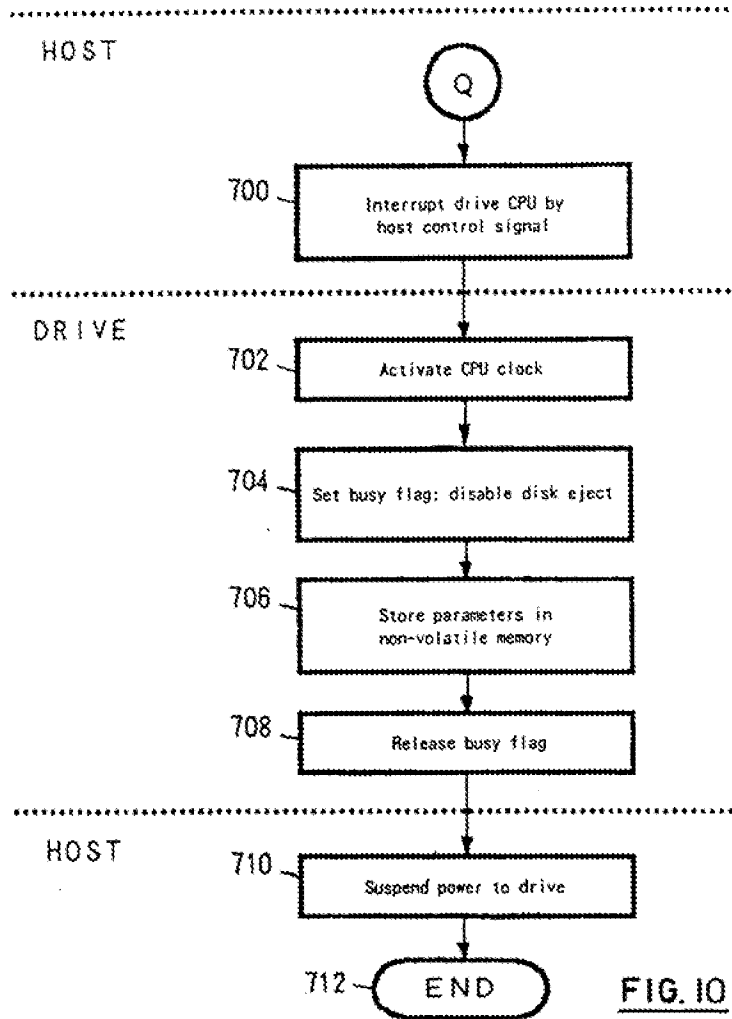 HOST
Q
700
Interrupt drive CPU by
host control signal
DRIVE
702
Activate CPU clock
704
Set busy flag; disable disk eject
706
Store parameters in
non-volatile memory
708
Release busy flag
HOST
710
Suspend power to drive
712
END
FIG. 10